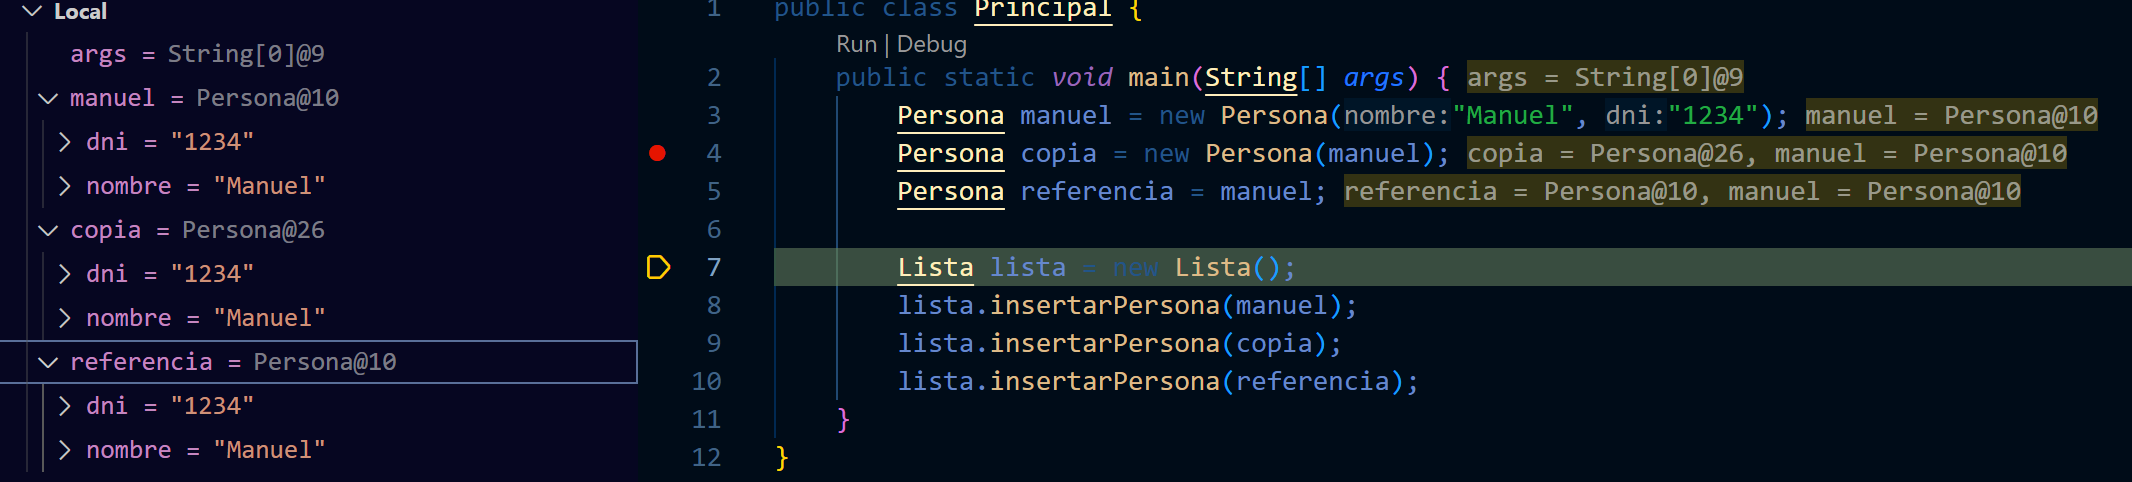 Local
args = String[0]@9
manuel = Persona@10
dni = "1234"
nombre = "Manuel"
copia = Persona@26
dni = "1234"
nombre = "Manuel"
referencia = Persona@10
dni = "1234"
nombre = "Manuel"
1 public class Principal {
Run | Debug
2 public static void main(String[] args) { args = String[0]@9
3 Persona manuel = new Persona(nombre:"Manuel", dni:"1234"); manuel = Persona@10
4 Persona copia = new Persona(manuel); copia = Persona@26, manuel = Persona@10
5 Persona referencia = manuel; referencia = Persona@10, manuel = Persona@10
6
7 Lista lista = new Lista();
8 lista.insertarPersona(manuel);
9 lista.insertarPersona(copia);
10 lista.insertarPersona(referencia);
11 }
12 }